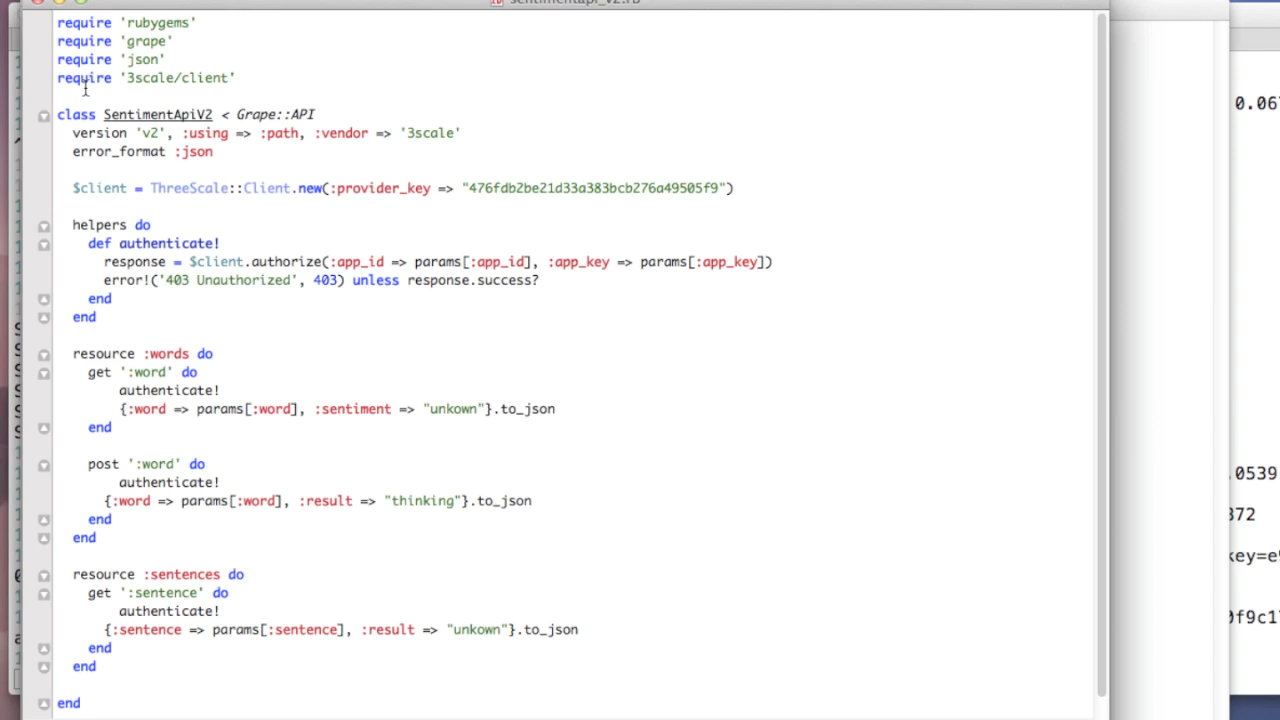 require 'rubygems'
require 'grape'
require 'json'
require '3scale/client'
class SentimentApiV2 < Grape::API
version 'v2', :using => :path, :vendor => '3scale'
error_format :json
$client = ThreeScale::Client.new(:provider_key => "476fdb2be21d33a383bcb276a49505f9")
helpers do
def authenticate!
response = $client.authorize(:app_id => params[:app_id], :app_key => params[:app_key])
error!('403 Unauthorized', 403) unless response.success?
end
end
resource :words do
get ':word' do
authenticate!
{:word => params[:word], :sentiment => "unkown"}.to_json
end
post ':word' do
authenticate!
{:word => params[:word], :result => "thinking"}.to_json
end
end
resource :sentences do
get ':sentence' do
authenticate!
{:sentence => params[:sentence], :result => "unkown"}.to_json
end
end
end